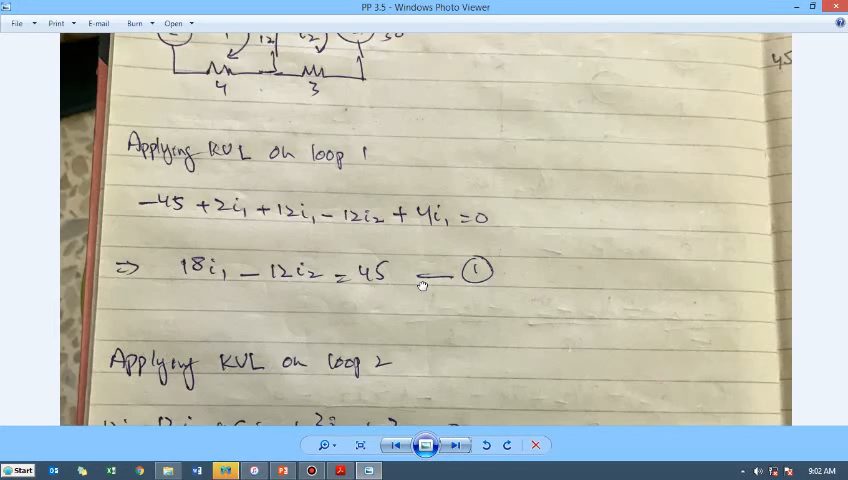 PP 3.5 - Windows Photo Viewer
File Print E-mail Burn Open
12 i2 30
4 3
45
Applying KVL on loop 1
-45 + 2i₁ + 12i₁ - 12i₂ + 4i₁ = 0
⇒ 18i₁ - 12i₂ = 45 — ①
Applying KVL on loop 2
Start
9:02 AM